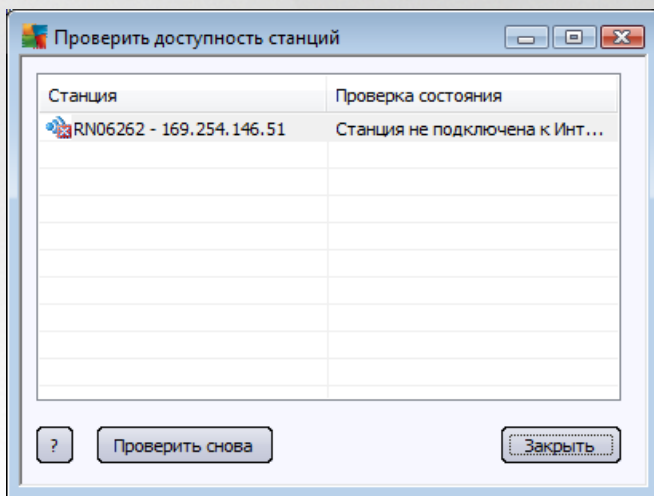 Проверить доступность станций
Станция Проверка состояния
RN06262 - 169.254.146.51 Станция не подключена к Инт...
? Проверить снова Закрыть